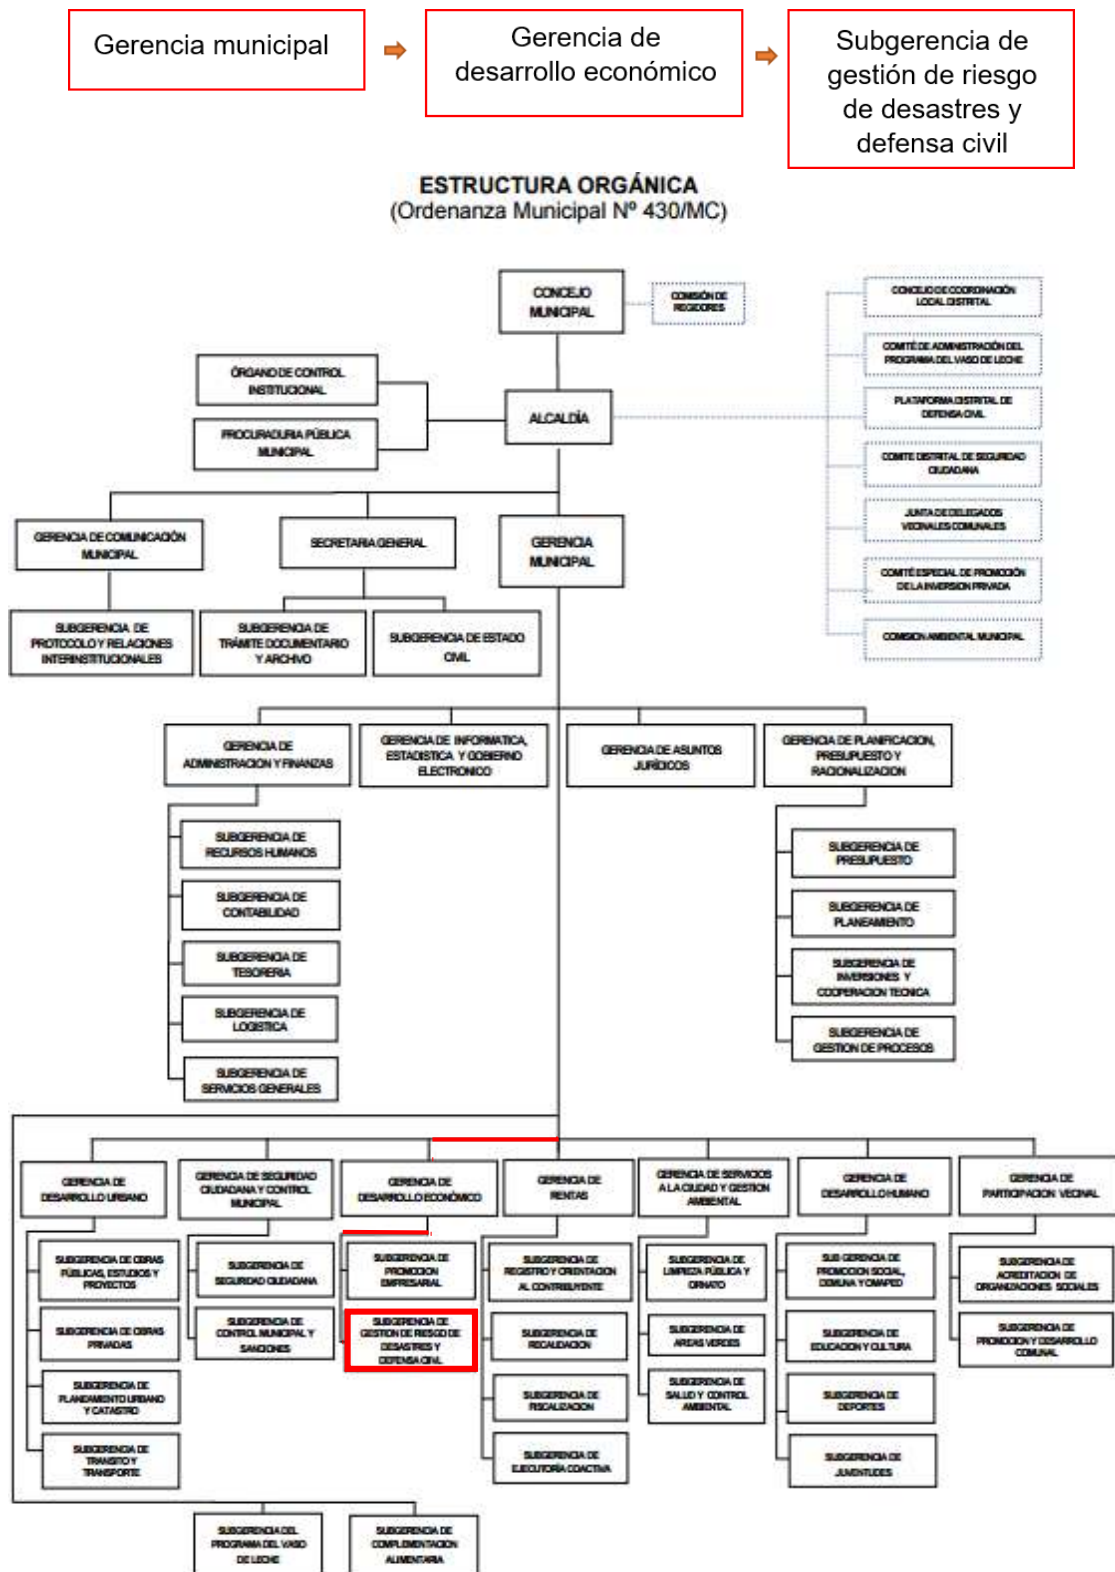 Gerencia municipal
Gerencia de
desarrollo económico
Subgerencia de
gestión de riesgo
de desastres y
defensa civil
ESTRUCTURA ORGÁNICA
(Ordenanza Municipal Nº 430/MC)
CONCEJO
MUNICIPAL
COMISIÓN DE
REGIDORES
CONCEJO DE COORDINACIÓN
LOCAL DISTRITAL
COMITÉ DE ADMINISTRACIÓN DEL
PROGRAMA DEL VASO DE LECHE
PLATAFORMA DISTRITAL DE
DEFENSA CIVIL
COMITE DISTRITAL DE SEGURIDAD
CIUDADANA
JUNTA DE DELEGADOS
VECINALES COMUNALES
COMITÉ ESPECIAL DE PROMOCIÓN
DE LA INVERSION PRIVADA
COMISION AMBIENTAL MUNICIPAL
ÓRGANO DE CONTROL
INSTITUCIONAL
PROCURADURIA PÚBLICA
MUNICIPAL
ALCALDÍA
GERENCIA DE COMUNICACIÓN
MUNICIPAL
SECRETARIA GENERAL
GERENCIA
MUNICIPAL
SUBGERENCIA DE
PROTOCOLO Y RELACIONES
INTERINSTITUCIONALES
SUBGERENCIA DE
TRÁMITE DOCUMENTARIO
Y ARCHIVO
SUBGERENCIA DE ESTADO
CIVIL
GERENCIA DE
ADMINISTRACION Y FINANZAS
GERENCIA DE INFORMATICA,
ESTADISTICA Y GOBIERNO
ELECTRONICO
GERENCIA DE ASUNTOS
JURÍDICOS
GERENCIA DE PLANIFICACION,
PRESUPUESTO Y
RACIONALIZACION
SUBGERENCIA DE
RECURSOS HUMANOS
SUBGERENCIA DE
CONTABILIDAD
SUBGERENCIA DE
TESORERIA
SUBGERENCIA DE
LOGISTICA
SUBGERENCIA DE
SERVICIOS GENERALES
SUBGERENCIA DE
PRESUPUESTO
SUBGERENCIA DE
PLANEAMIENTO
SUBGERENCIA DE
INVERSIONES Y
COOPERACION TECNICA
SUBGERENCIA DE
GESTION DE PROCESOS
GERENCIA DE
DESARROLLO URBANO
GERENCIA DE SEGURIDAD
CIUDADANA Y CONTROL
MUNICIPAL
GERENCIA DE
DESARROLLO ECONÓMICO
GERENCIA DE
RENTAS
GERENCIA DE SERVICIOS
A LA CIUDAD Y GESTION
AMBIENTAL
GERENCIA DE
DESARROLLO HUMANO
GERENCIA DE
PARTICIPACION VECINAL
SUBGERENCIA DE OBRAS
PÚBLICAS, ESTUDIOS Y
PROYECTOS
SUBGERENCIA DE OBRAS
PRIVADAS
SUBGERENCIA DE
PLANEAMIENTO URBANO
Y CATASTRO
SUBGERENCIA DE
TRANSITO Y
TRANSPORTE
SUBGERENCIA DE
SEGURIDAD CIUDADANA
SUBGERENCIA DE
CONTROL MUNICIPAL Y
SANCIONES
SUBGERENCIA DE
PROMOCION
EMPRESARIAL
SUBGERENCIA DE
GESTION DE RIESGO DE
DESASTRES Y
DEFENSA CIVIL
SUBGERENCIA DE
REGISTRO Y ORIENTACION
AL CONTRIBUYENTE
SUBGERENCIA DE
RECAUDACION
SUBGERENCIA DE
FISCALIZACION
SUBGERENCIA DE
EJECUTORÍA COACTIVA
SUBGERENCIA DE
LIMPIEZA PÚBLICA Y
ORNATO
SUBGERENCIA DE
AREAS VERDES
SUBGERENCIA DE
SALUD Y CONTROL
AMBIENTAL
SUB GERENCIA DE
PROMOCION SOCIAL,
DEMUNA Y OMAPED
SUBGERENCIA DE
EDUCACION Y CULTURA
SUBGERENCIA DE
DEPORTES
SUBGERENCIA DE
JUVENTUDES
SUBGERENCIA DE
ACREDITACION DE
ORGANIZACIONES SOCIALES
SUBGERENCIA DE
PROMOCION Y DESARROLLO
COMUNAL
SUBGERENCIA DEL
PROGRAMA DEL VASO
DE LECHE
SUBGERENCIA DE
COMPLEMENTACION
ALIMENTARIA